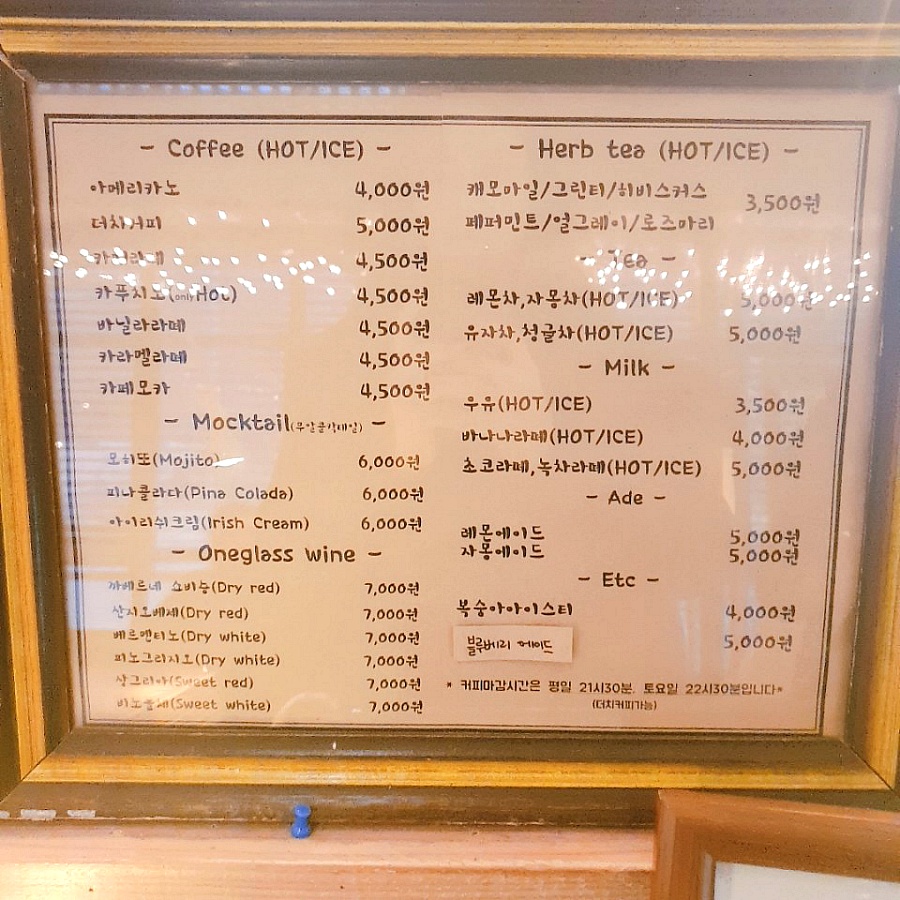 - Coffee (HOT/ICE) -
아메리카노 4,000원
더치커피 5,000원
카페라떼 4,500원
카푸치노(only Hot) 4,500원
바닐라라떼 4,500원
카라멜라떼 4,500원
카페모카 4,500원
- Mocktail(무알콜칵테일) -
모히또(Mojito) 6,000원
피나콜라다(Pina Colada) 6,000원
아이리쉬크림(Irish Cream) 6,000원
- Oneglass wine -
까베르네 쇼비뇽(Dry red) 7,000원
산지오베제(Dry red) 7,000원
베르멘티노(Dry white) 7,000원
피노그리지오(Dry white) 7,000원
샹그리아(Sweet red) 7,000원
(Sweet white) 7,000원
- Herb tea (HOT/ICE) -
캐모마일/그린티/히비스커스
3,500원
페퍼민트/얼그레이/로즈마리
- Tea -
레몬차,자몽차(HOT/ICE) 5,000원
유자차,청귤차(HOT/ICE) 5,000원
- Milk -
우유(HOT/ICE) 3,500원
바나나라떼(HOT/ICE) 4,000원
초코라떼,녹차라떼(HOT/ICE) 5,000원
- Ade -
레몬에이드 5,000원
자몽에이드 5,000원
- Etc -
복숭아아이스티 4,000원
블루베리 에이드 5,000원
* 커피마감시간은 평일 21시30분, 토요일 22시30분입니다*
(더치커피가능)